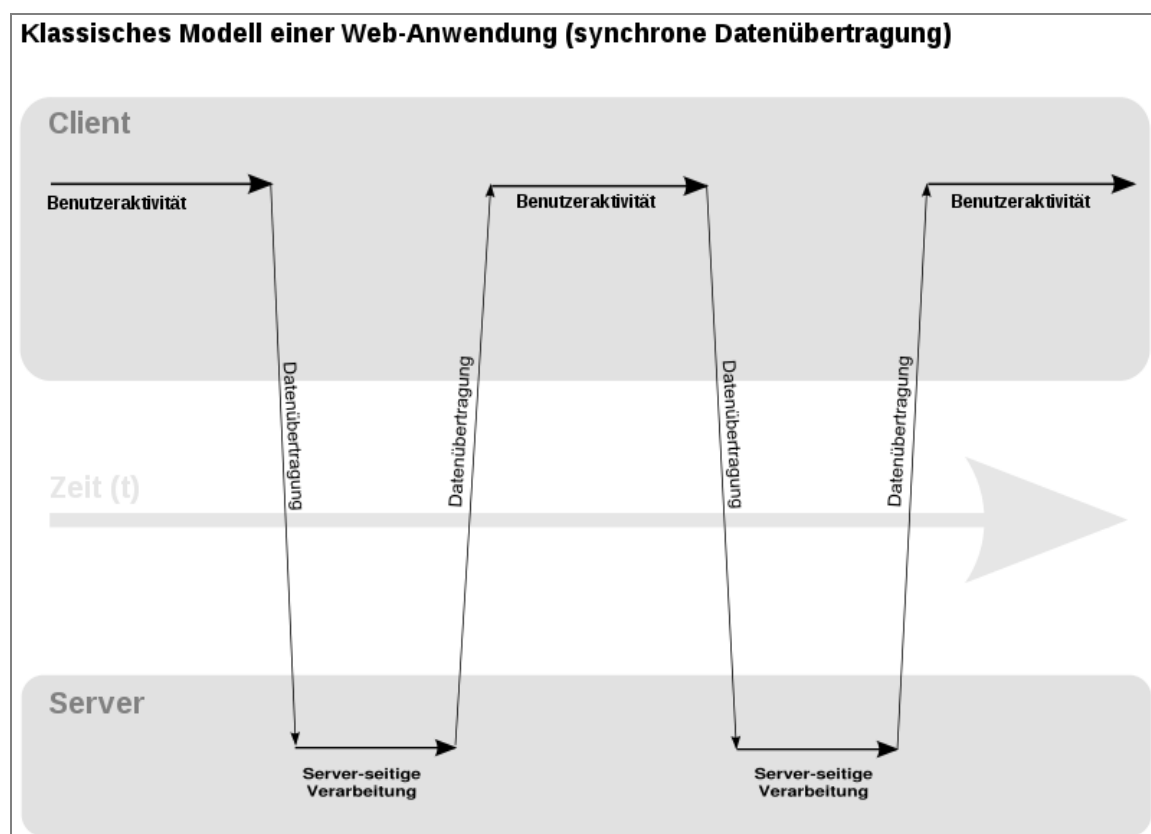 Klassisches Modell einer Web-Anwendung (synchrone Datenübertragung)
Client
Benutzeraktivität
Benutzeraktivität
Benutzeraktivität
Datenübertragung
Datenübertragung
Datenübertragung
Datenübertragung
Zeit (t)
Server
Server-seitige
Verarbeitung
Server-seitige
Verarbeitung